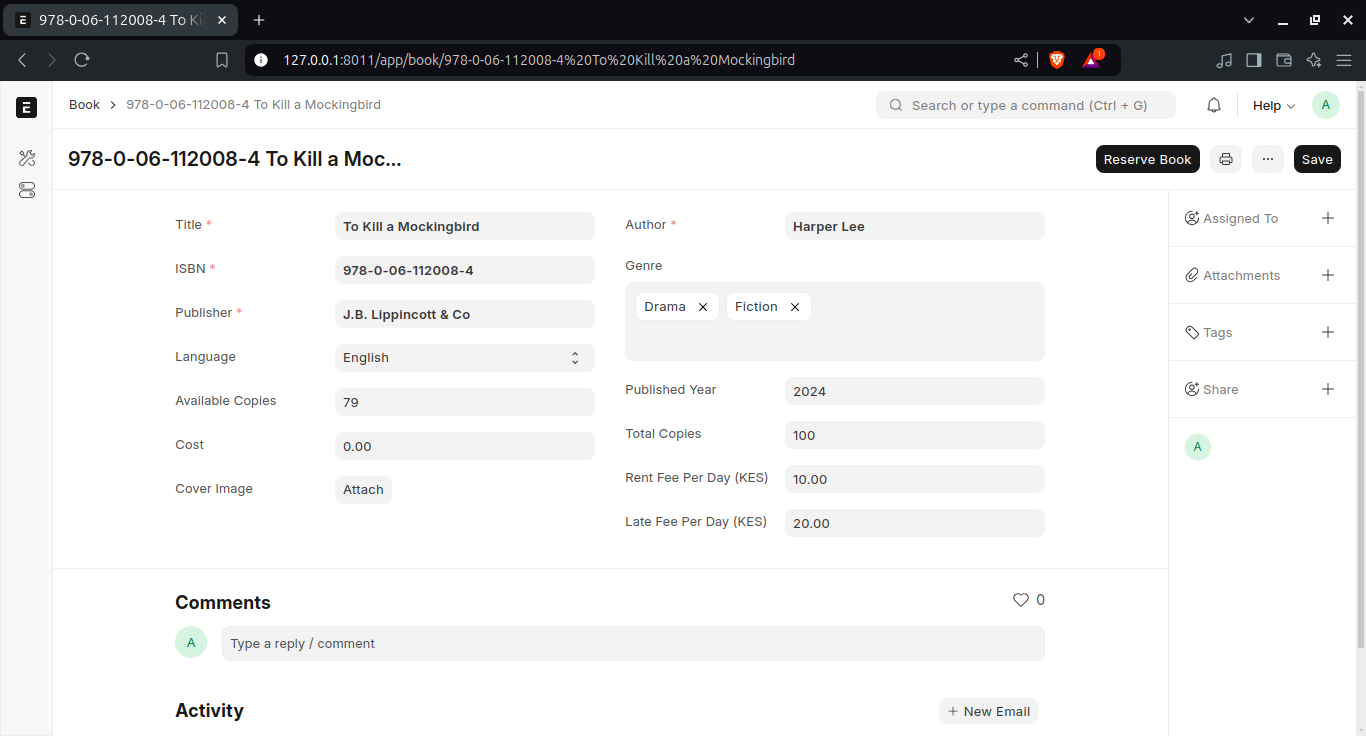 978-0-06-112008-4 To Ki
127.0.0.1:8011/app/book/978-0-06-112008-4%20To%20Kill%20a%20Mockingbird
1
E
Book > 978-0-06-112008-4 To Kill a Mockingbird
Search or type a command (Ctrl + G)
Help
A
978-0-06-112008-4 To Kill a Moc...
Reserve Book
...
Save
Title *
To Kill a Mockingbird
ISBN *
978-0-06-112008-4
Publisher *
J.B. Lippincott & Co
Language
English
Available Copies
79
Cost
0.00
Cover Image
Attach
Author *
Harper Lee
Genre
Drama
Fiction
Published Year
2024
Total Copies
100
Rent Fee Per Day (KES)
10.00
Late Fee Per Day (KES)
20.00
Assigned To
Attachments
Tags
Share
A
Comments
0
A
Type a reply / comment
Activity
+ New Email